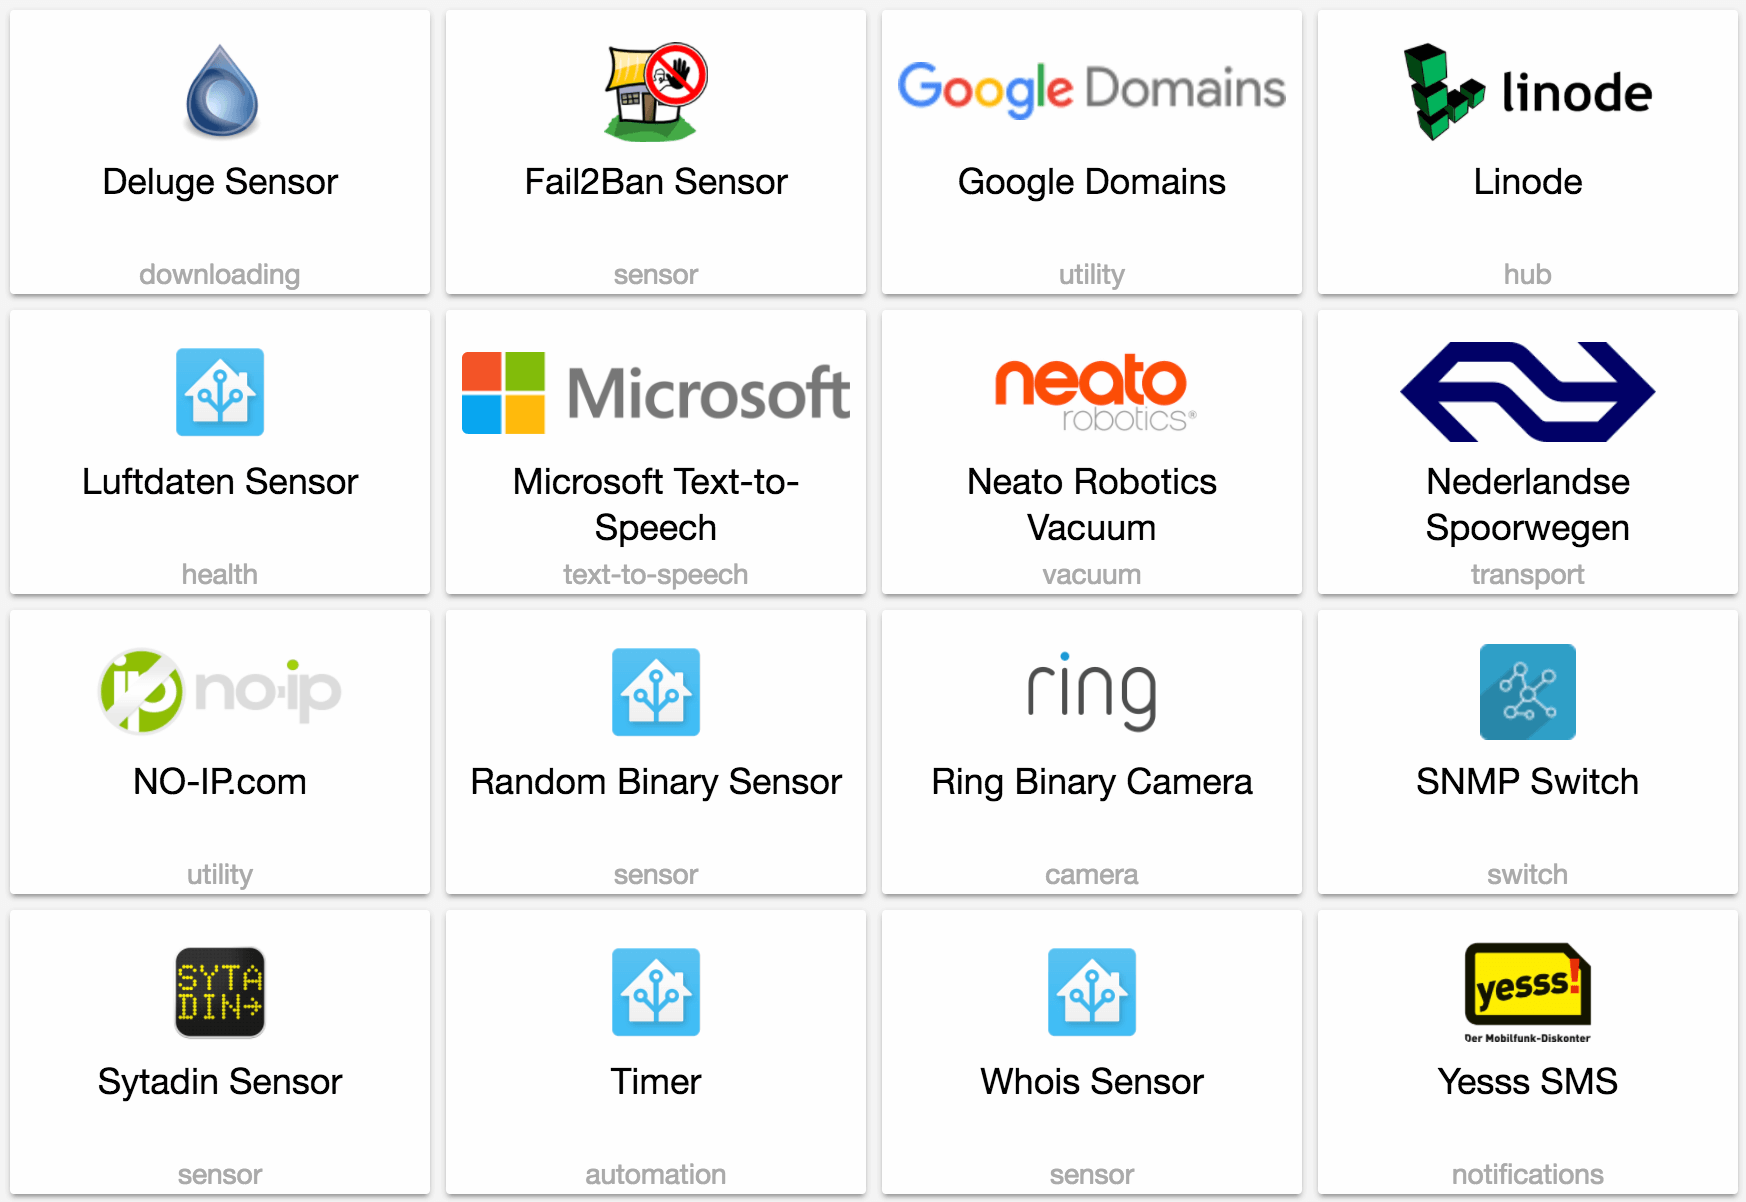 Google Domains
linode
Deluge Sensor
Fail2Ban Sensor
Google Domains
Linode
downloading
sensor
utility
hub
Microsoft
neato
robotics®
Luftdaten Sensor
Microsoft Text-to-
Speech
Neato Robotics
Vacuum
Nederlandse
Spoorwegen
health
text-to-speech
vacuum
transport
ip no-ip
ring
NO-IP.com
Random Binary Sensor
Ring Binary Camera
SNMP Switch
utility
sensor
camera
switch
SYTA
DIN→
yesss!
Der Mobilfunk-Diskonter
Sytadin Sensor
Timer
Whois Sensor
Yesss SMS
sensor
automation
sensor
notifications